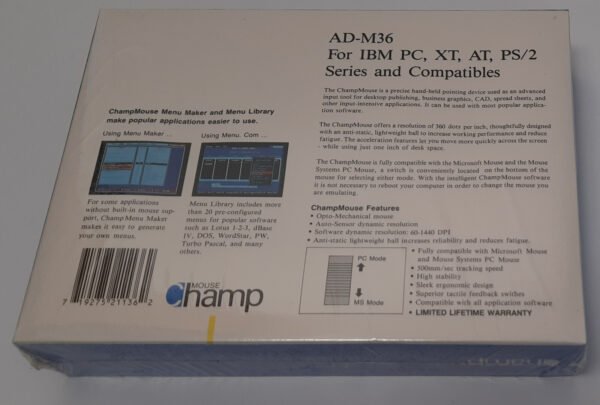 AD-M36
For IBM PC, XT, AT, PS/2
Series and Compatibles
The ChampMouse is a precise hand-held pointing device used as an advanced
input tool for desktop publishing, business graphics, CAD, spread sheets, and
other input-intensive applications. It can be used with most popular applica-
tion software.
The ChampMouse offers a resolution of 360 dots per inch, thoughtfully designed
with an anti-static, lightweight ball to increase working performance and reduce
fatigue. The acceleration features let you move more quickly across the screen
- while using just one inch of desk space.
The ChampMouse is fully compatible with the Microsoft Mouse and the Mouse
Systems PC Mouse, a switch is conveniently located on the bottom of the
mouse for selecting either mode. With the intelligent ChampMouse software
it is not necessary to reboot your computer in order to change the mouse you
are emulating.
ChampMouse Features
• Opto-Mechanical mouse
• Auto-Sensor dynamic resolution
• Software dynamic resolution: 60-1440 DPI
• Anti-static lightweight ball increases reliability and reduces fatigue.
• Fully compatible with Microsoft Mouse
and Mouse Systems PC Mouse
• 500mm/sec tracking speed
• High stability
• Sleek ergonomic design
• Superior tactile feedback swithes
• Compatible with all application software
• LIMITED LIFETIME WARRANTY
PC Mode
MS Mode
ChampMouse Menu Maker and Menu Library
make popular applications easier to use.
Using Menu Maker ...
For some applications
without built-in mouse sup-
port, Champ Menu Maker
makes it easy to generate
your own menus.
Using Menu. Com ...
Menu Library includes more
than 20 pre-configured
menus for popular software
such as Lotus 1-2-3, dBase
IV, DOS, WordStar, PW,
Turbo Pascal, and many
others.
7 19275 21136 2
MOUSE
Champ